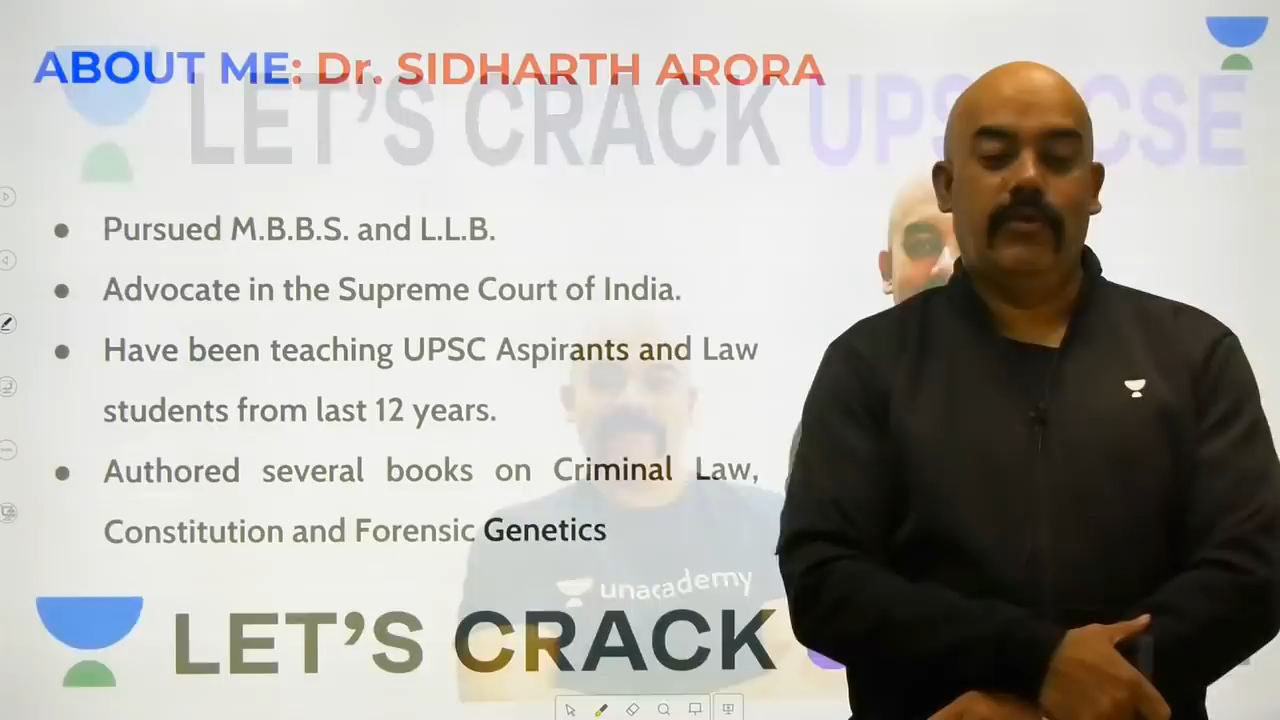 ABOUT ME: Dr. SIDHARTH ARORA
LET'S CRACK UPSC CSE
Pursued M.B.B.S. and L.L.B.
Advocate in the Supreme Court of India.
Have been teaching UPSC Aspirants and Law
students from last 12 years.
Authored several books on Criminal Law,
Constitution and Forensic Genetics
unacademy
LET'S CRACK